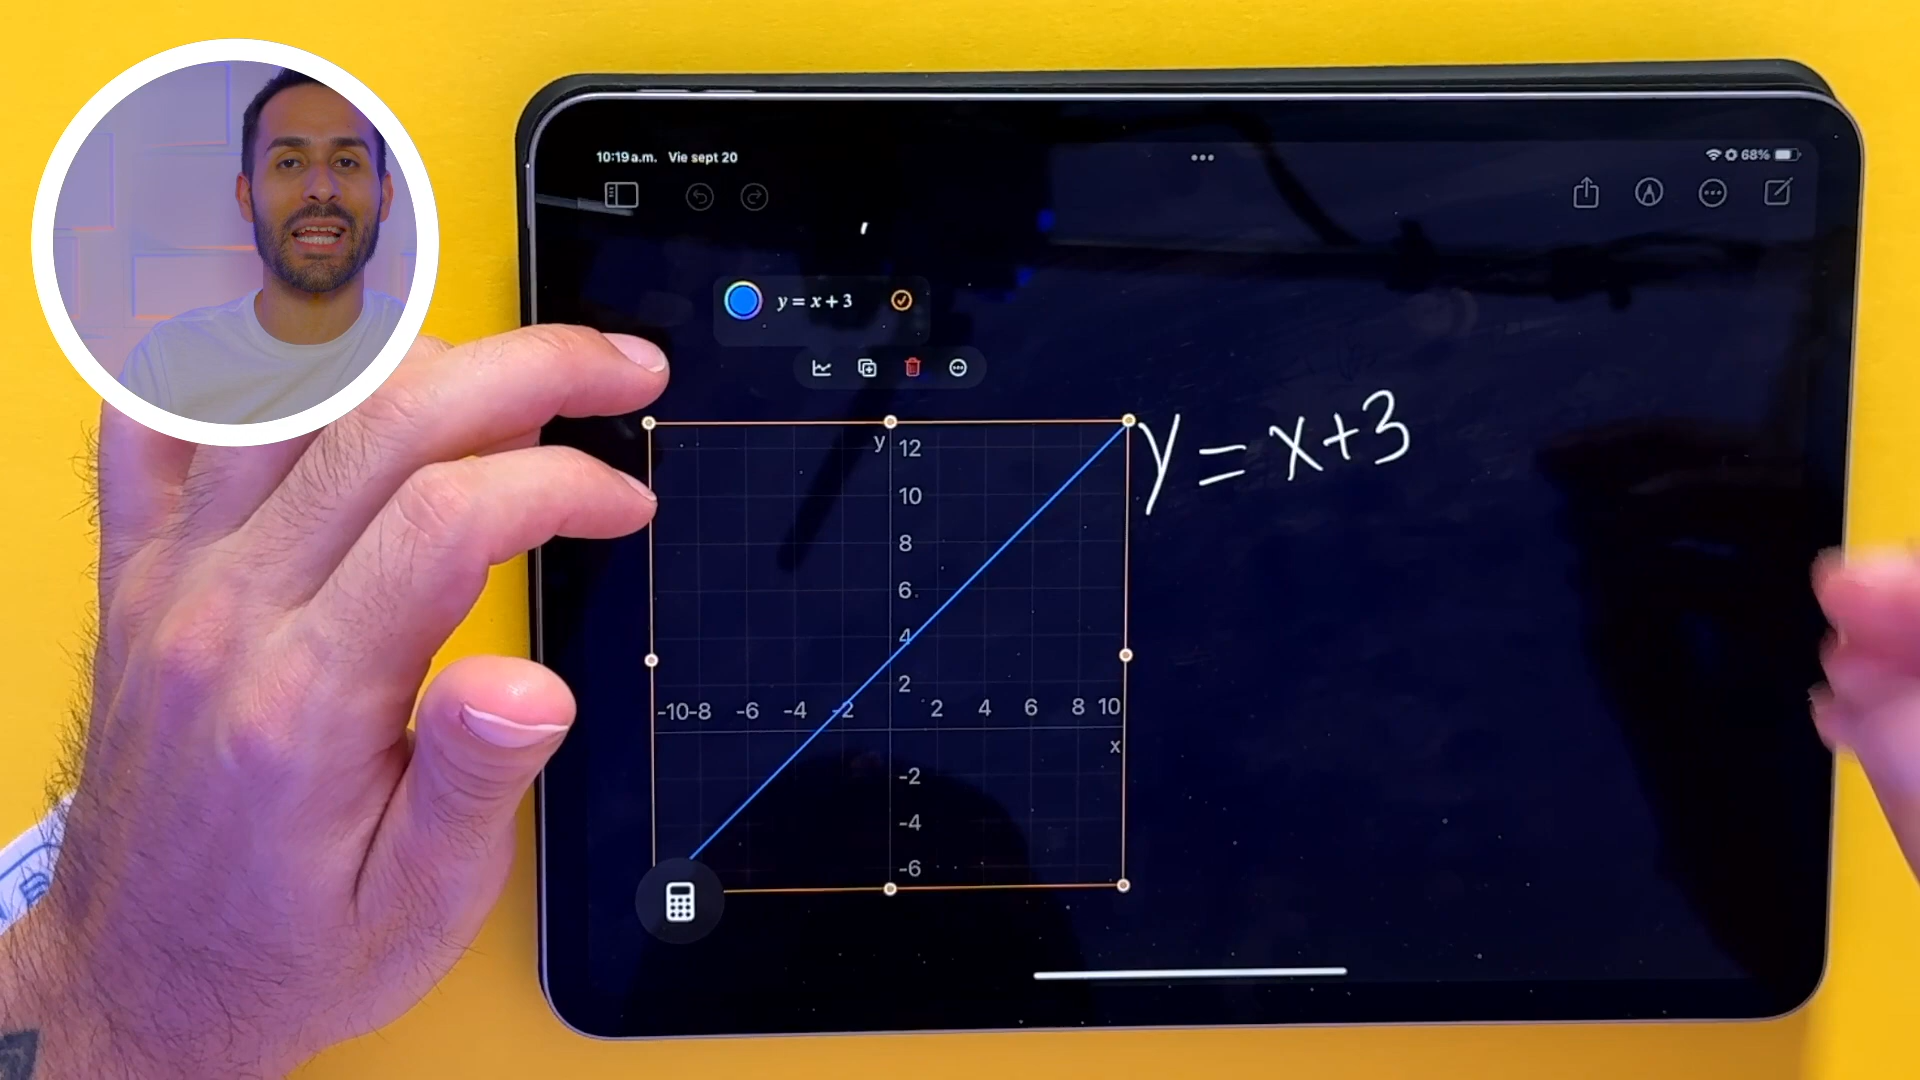 10:19 a.m. Vie sept 20
68%
y = x + 3
y = x+3
y
12
10
8
6
4
2
-10 -8 -6 -4 -2 2 4 6 8 10
x
-2
-4
-6